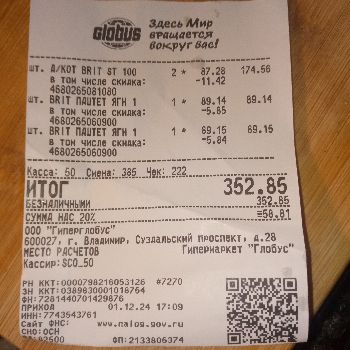 Globus
Здесь Мир
вращается
вокруг Вас!
шт. А/КОТ BRIT ST 100 2 * 87.28 174.56
в том числе скидка: -11.42
4680265081080
шт. BRIT ПАШТЕТ ЯГН 1 1 * 89.14 89.14
в том числе скидка: -5.85
4680265060900
шт. BRIT ПАШТЕТ ЯГН 1 1 * 89.15 89.15
в том числе скидка: -5.84
4680265060900
Касса: 50 Смена: 385 Чек: 222
ИТОГ 352.85
БЕЗНАЛИЧНЫМИ 352.85
СУММА НДС 20% =58.81
ООО "Гиперглобус"
600027, г. Владимир, Суздальский проспект, д.28
МЕСТО РАСЧЕТОВ Гипермаркет "Глобус"
Кассир:SCO_50
РН ККТ:0000798216053126 #7270
ЗН ККТ:0389630001018764
ФН:7281440701429876
ПРИХОД 01.12.24 17:09
ИНН:7743543761
Сайт ФНС: www.nalog.gov.ru
СНО:ОСН
ФП:2133806374